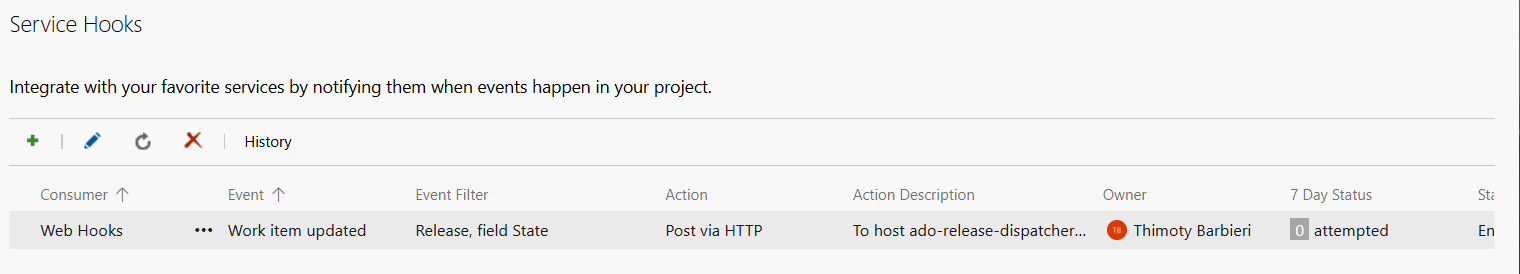 Service Hooks
Integrate with your favorite services by notifying them when events happen in your project.
History
Consumer Event Event Filter Action Action Description Owner 7 Day Status Sta
Web Hooks ••• Work item updated Release, field State Post via HTTP To host ado-release-dispatcher... TB Thimoty Barbieri 0 attempted En